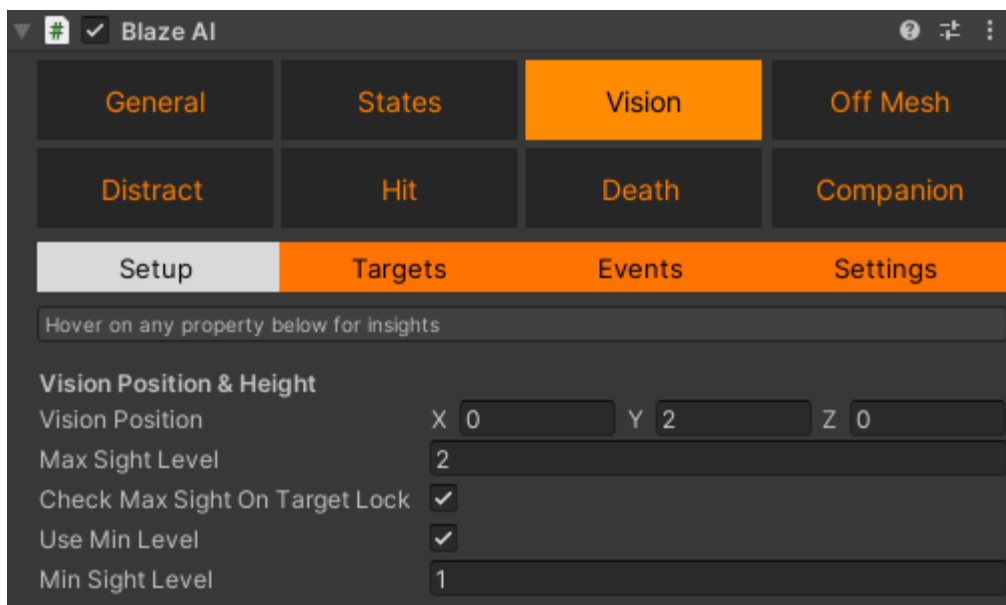 Blaze AI
General States Vision Off Mesh
Distract Hit Death Companion
Setup Targets Events Settings
Hover on any property below for insights
Vision Position & Height
Vision Position X 0 Y 2 Z 0
Max Sight Level 2
Check Max Sight On Target Lock
Use Min Level
Min Sight Level 1